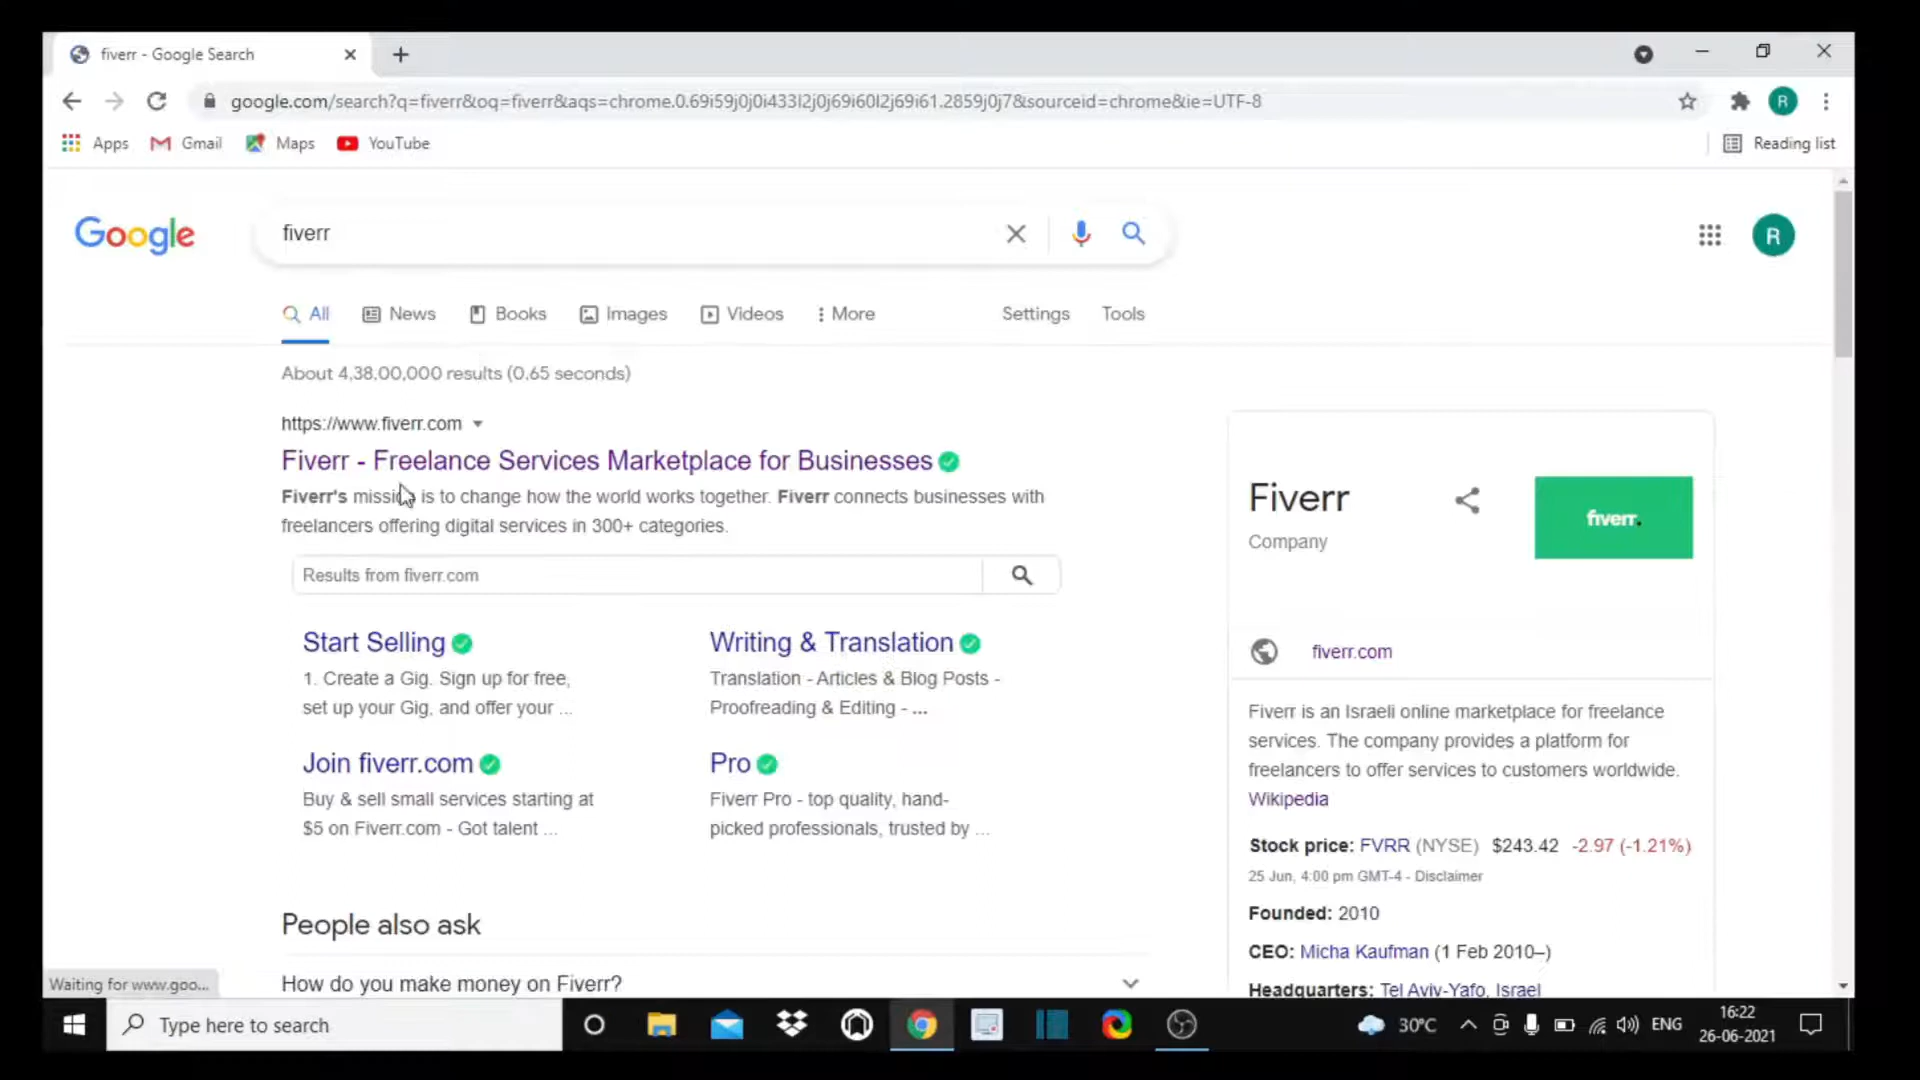 fiverr - Google Search
google.com/search?q=fiverr&oq=fiverr&aqs=chrome.0.69i59j0j0i433l2j0j69i60l2j69i61.2859j0j7&sourceid=chrome&ie=UTF-8
R
Apps Gmail Maps YouTube
Reading list
Google
fiverr
R
All News Books Images Videos More Settings Tools
About 4,38,00,000 results (0.65 seconds)
https://www.fiverr.com
Fiverr - Freelance Services Marketplace for Businesses
Fiverr's mission is to change how the world works together. Fiverr connects businesses with
freelancers offering digital services in 300+ categories.
Results from fiverr.com
Start Selling
1. Create a Gig. Sign up for free,
set up your Gig, and offer your ...
Writing & Translation
Translation - Articles & Blog Posts -
Proofreading & Editing - ...
Join fiverr.com
Buy & sell small services starting at
$5 on Fiverr.com - Got talent ...
Pro
Fiverr Pro - top quality, hand-
picked professionals, trusted by ...
People also ask
How do you make money on Fiverr?
Fiverr
Company
fiverr.
fiverr.com
Fiverr is an Israeli online marketplace for freelance
services. The company provides a platform for
freelancers to offer services to customers worldwide.
Wikipedia
Stock price: FVRR (NYSE) $243.42 -2.97 (-1.21%)
25 Jun, 4:00 pm GMT-4 - Disclaimer
Founded: 2010
CEO: Micha Kaufman (1 Feb 2010–)
Headquarters: Tel Aviv-Yafo, Israel
Waiting for www.goo...
Type here to search
30°C
ENG
16:22
26-06-2021